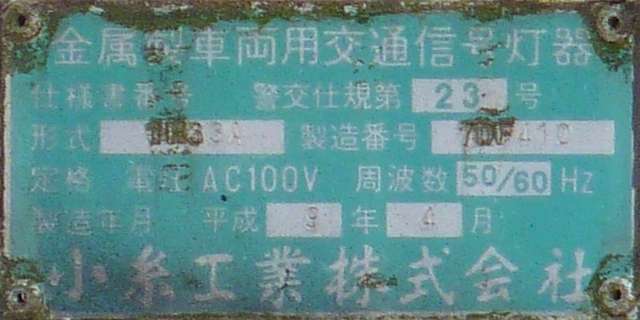 金属製車両用交通信号灯器
仕様書番号 警交仕規第 23 号
形式 製造番号
定格 電圧 AC100V 周波数 50/60 Hz
製造年月 平成 9 年 4 月
小糸工業株式会社